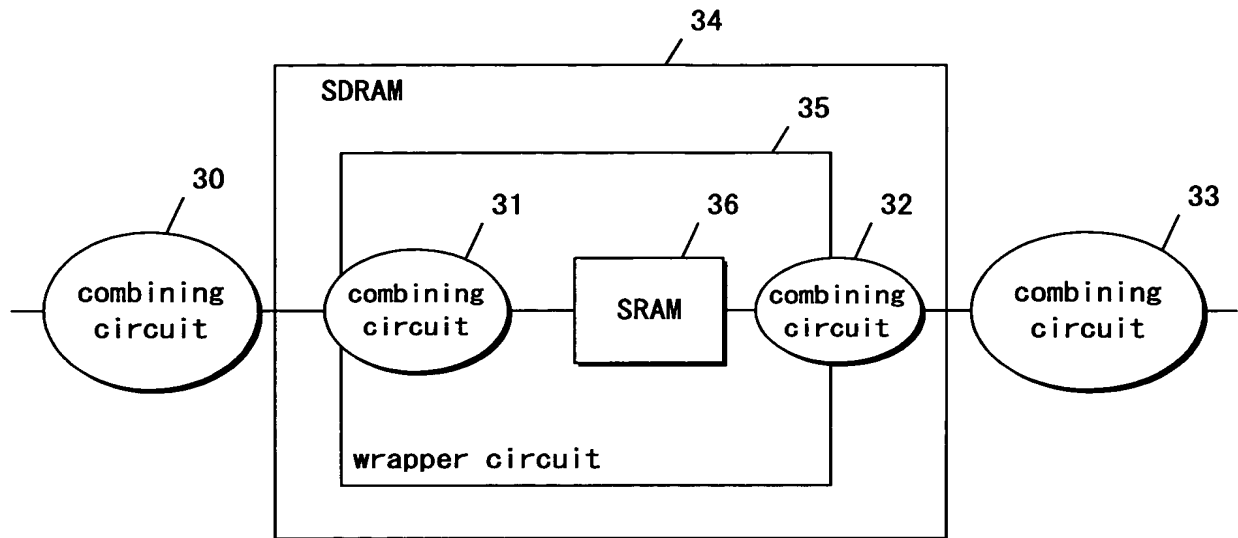 34
SDRAM
35
30
31
36
32
33
combining
circuit
combining
circuit
SRAM
combining
circuit
combining
circuit
wrapper circuit